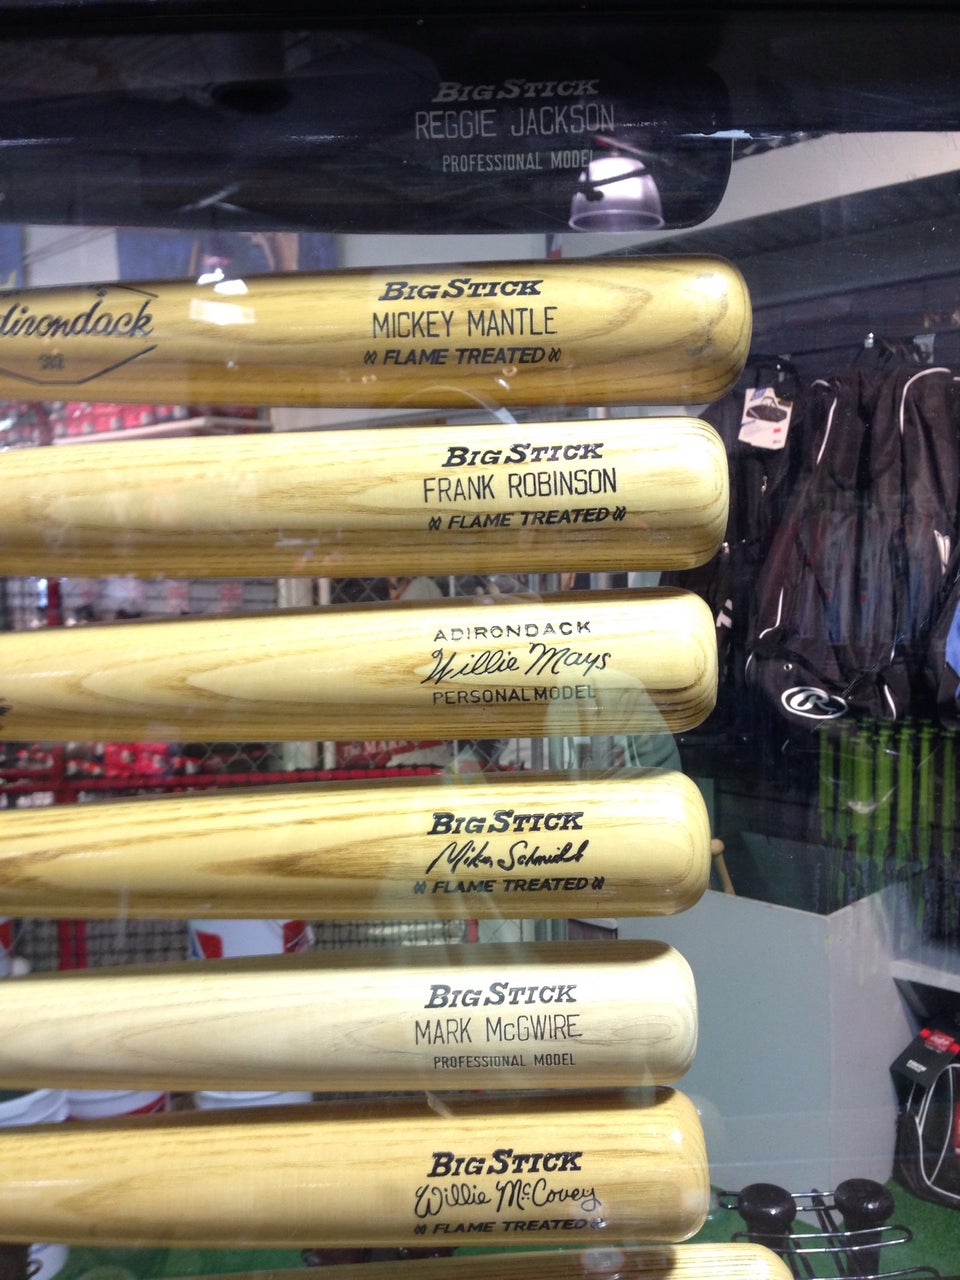 BIG STICK
REGGIE JACKSON
PROFESSIONAL MODEL
BIG STICK
dirondack
MICKEY MANTLE
302
FLAME TREATED
BIG STICK
FRANK ROBINSON
FLAME TREATED
ADIRONDACK
Willie Mays
PERSONAL MODEL
BIG STICK
Mike Schmidt
FLAME TREATED
R
BIG STICK
MARK McGWIRE
PROFESSIONAL MODEL
BIG STICK
Willie McCovey
FLAME TREATED